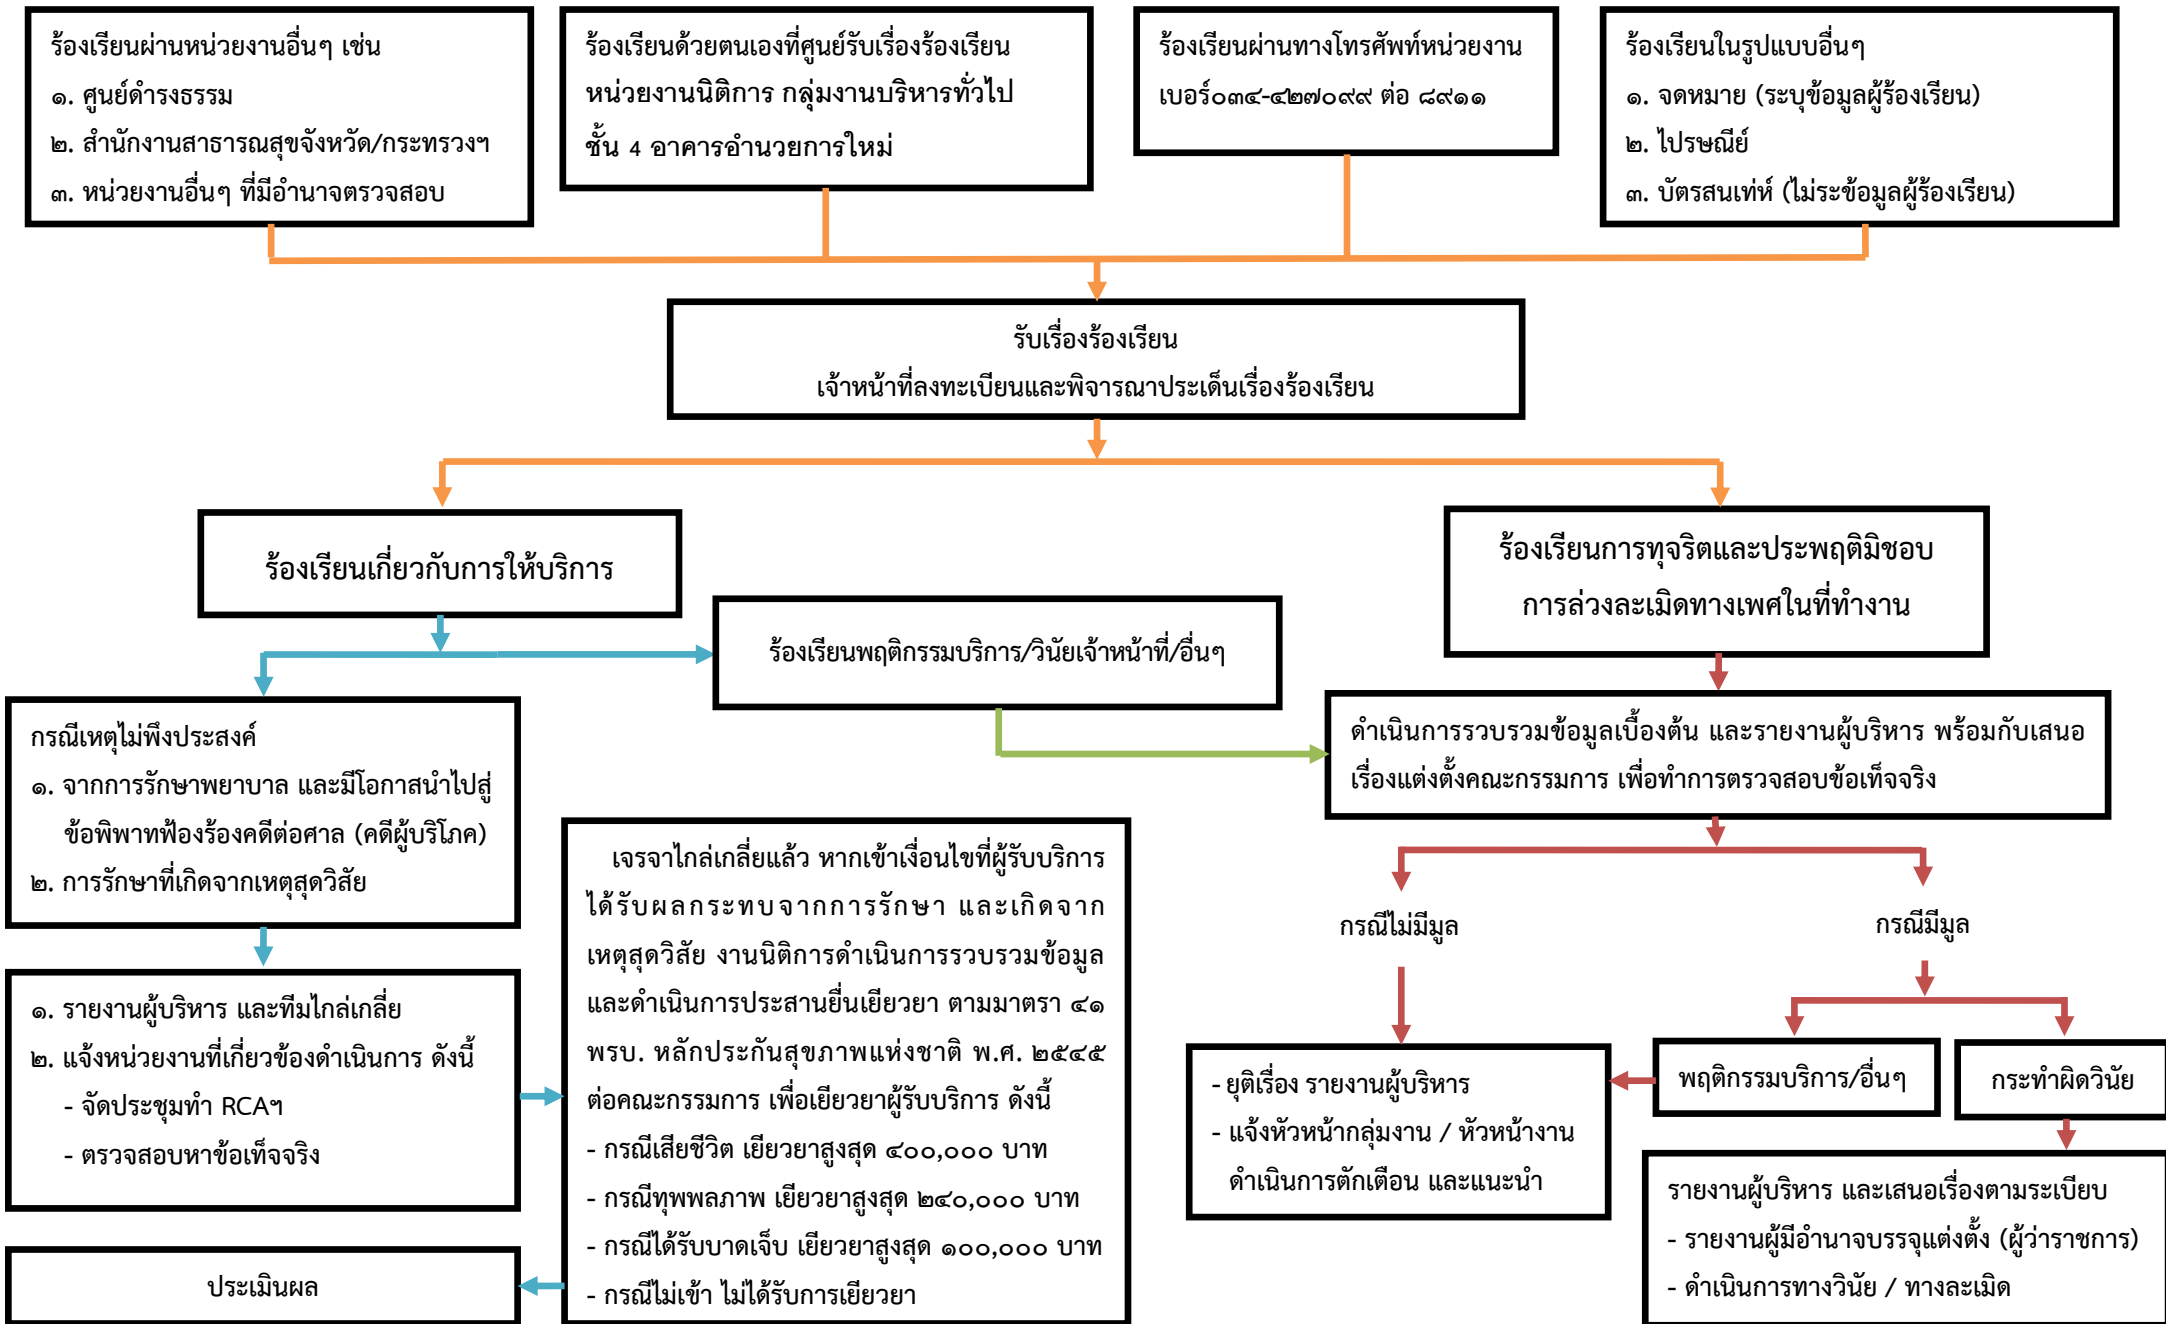 ร้องเรียนผ่านหน่วยงานอื่นๆ เช่น
๑. ศูนย์ดำรงธรรม
๒. สำนักงานสาธารณสุขจังหวัด/กระทรวงฯ
๓. หน่วยงานอื่นๆ ที่มีอำนาจตรวจสอบ
ร้องเรียนด้วยตนเองที่ศูนย์รับเรื่องร้องเรียน
หน่วยงานนิติการ กลุ่มงานบริหารทั่วไป
ชั้น 4 อาคารอำนวยการใหม่
ร้องเรียนผ่านทางโทรศัพท์หน่วยงาน
เบอร์๐๓๔-๔๒๗๐๙๙ ต่อ ๘๙๑๑
ร้องเรียนในรูปแบบอื่นๆ
๑. จดหมาย (ระบุข้อมูลผู้ร้องเรียน)
๒. ไปรษณีย์
๓. บัตรสนเท่ห์ (ไม่ระข้อมูลผู้ร้องเรียน)
รับเรื่องร้องเรียน
เจ้าหน้าที่ลงทะเบียนและพิจารณาประเด็นเรื่องร้องเรียน
ร้องเรียนเกี่ยวกับการให้บริการ
ร้องเรียนการทุจริตและประพฤติมิชอบ
การล่วงละเมิดทางเพศในที่ทำงาน
ร้องเรียนพฤติกรรมบริการ/วินัยเจ้าหน้าที่/อื่นๆ
กรณีเหตุไม่พึงประสงค์
๑. จากการรักษาพยาบาล และมีโอกาสนำไปสู่
ข้อพิพาทฟ้องร้องคดีต่อศาล (คดีผู้บริโภค)
๒. การรักษาที่เกิดจากเหตุสุดวิสัย
ดำเนินการรวบรวมข้อมูลเบื้องต้น และรายงานผู้บริหาร พร้อมกับเสนอ
เรื่องแต่งตั้งคณะกรรมการ เพื่อทำการตรวจสอบข้อเท็จจริง
เจรจาไกล่เกลี่ยแล้ว หากเข้าเงื่อนไขที่ผู้รับบริการ
ได้รับผลกระทบจากการรักษา และเกิดจาก
เหตุสุดวิสัย งานนิติการดำเนินการรวบรวมข้อมูล
และดำเนินการประสานยื่นเยียวยา ตามมาตรา ๔๑
พรบ. หลักประกันสุขภาพแห่งชาติ พ.ศ. ๒๕๔๕
ต่อคณะกรรมการ เพื่อเยียวยาผู้รับบริการ ดังนี้
- กรณีเสียชีวิต เยียวยาสูงสุด ๔๐๐,๐๐๐ บาท
- กรณีทุพพลภาพ เยียวยาสูงสุด ๒๔๐,๐๐๐ บาท
- กรณีได้รับบาดเจ็บ เยียวยาสูงสุด ๑๐๐,๐๐๐ บาท
- กรณีไม่เข้า ไม่ได้รับการเยียวยา
กรณีไม่มีมูล
กรณีมีมูล
๑. รายงานผู้บริหาร และทีมไกล่เกลี่ย
๒. แจ้งหน่วยงานที่เกี่ยวข้องดำเนินการ ดังนี้
- จัดประชุมทำ RCAฯ
- ตรวจสอบหาข้อเท็จจริง
- ยุติเรื่อง รายงานผู้บริหาร
- แจ้งหัวหน้ากลุ่มงาน / หัวหน้างาน
ดำเนินการตักเตือน และแนะนำ
พฤติกรรมบริการ/อื่นๆ
กระทำผิดวินัย
รายงานผู้บริหาร และเสนอเรื่องตามระเบียบ
- รายงานผู้มีอำนาจบรรจุแต่งตั้ง (ผู้ว่าราชการ)
- ดำเนินการทางวินัย / ทางละเมิด
ประเมินผล